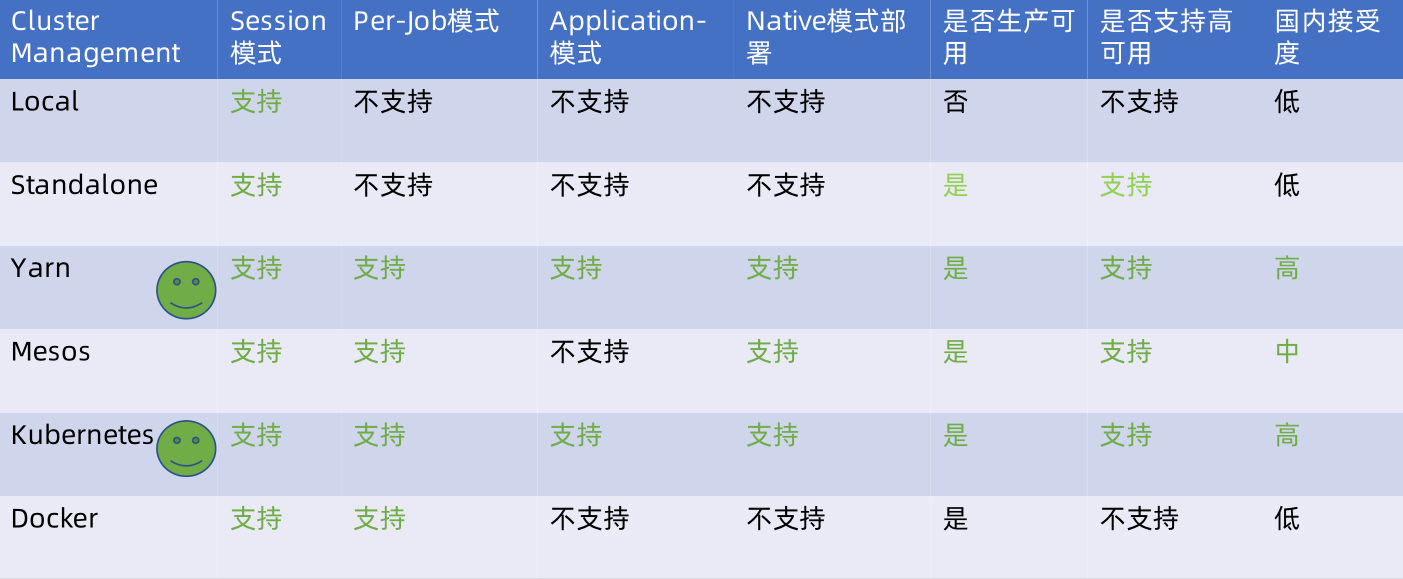 Cluster Management Session模式 Per-Job模式 Application-模式 Native模式部署 是否生产可用 是否支持高可用 国内接受度
Local 支持 不支持 不支持 不支持 否 不支持 低
Standalone 支持 不支持 不支持 不支持 是 支持 低
Yarn 支持 支持 支持 支持 是 支持 高
Mesos 支持 支持 不支持 支持 是 支持 中
Kubernetes 支持 支持 支持 支持 是 支持 高
Docker 支持 支持 不支持 不支持 是 不支持 低